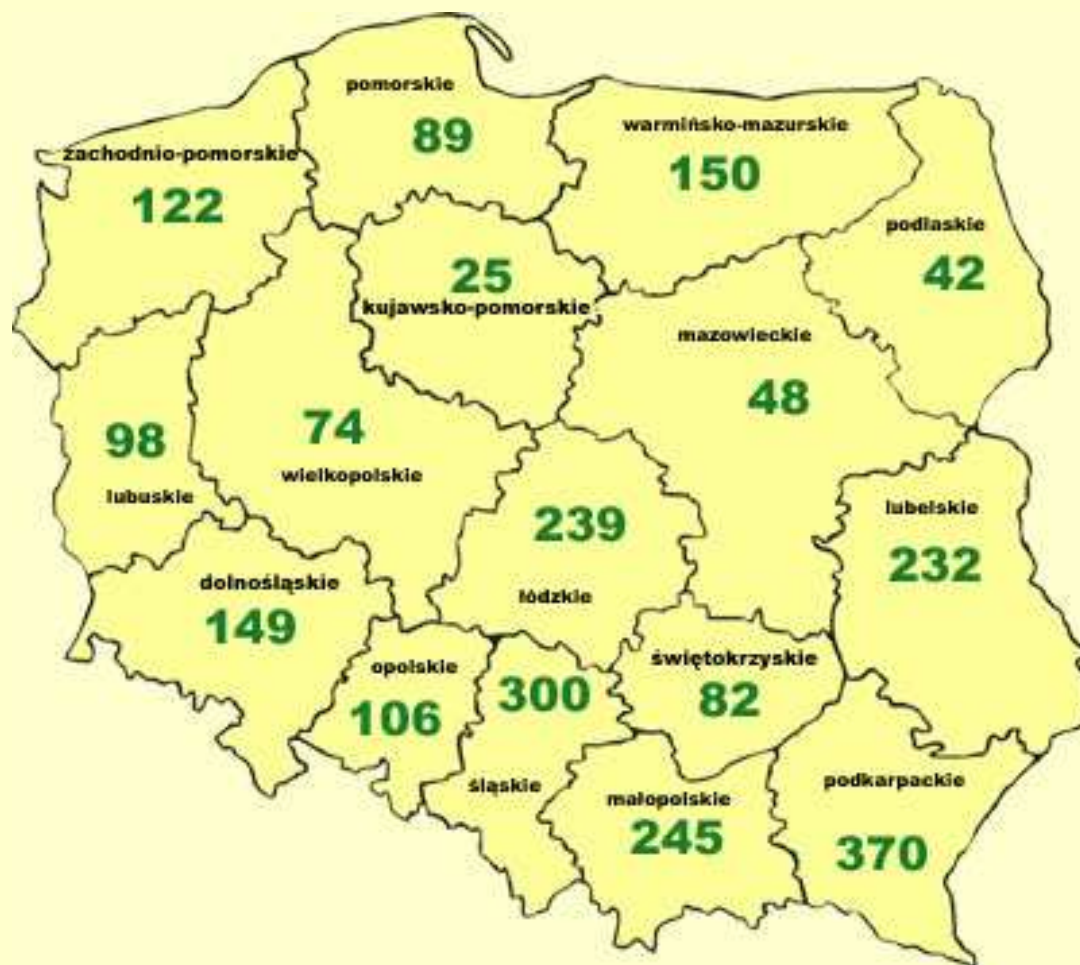 pomorskie
89
warmińsko-mazurskie
150
zachodnio-pomorskie
122
podlaskie
42
25
kujawsko-pomorskie
mazowieckie
48
98
lubuskie
74
wielkopolskie
239
łódzkie
lubelskie
232
dolnośląskie
149
opolskie
106
300
śląskie
świętokrzyskie
82
małopolskie
245
podkarpackie
370